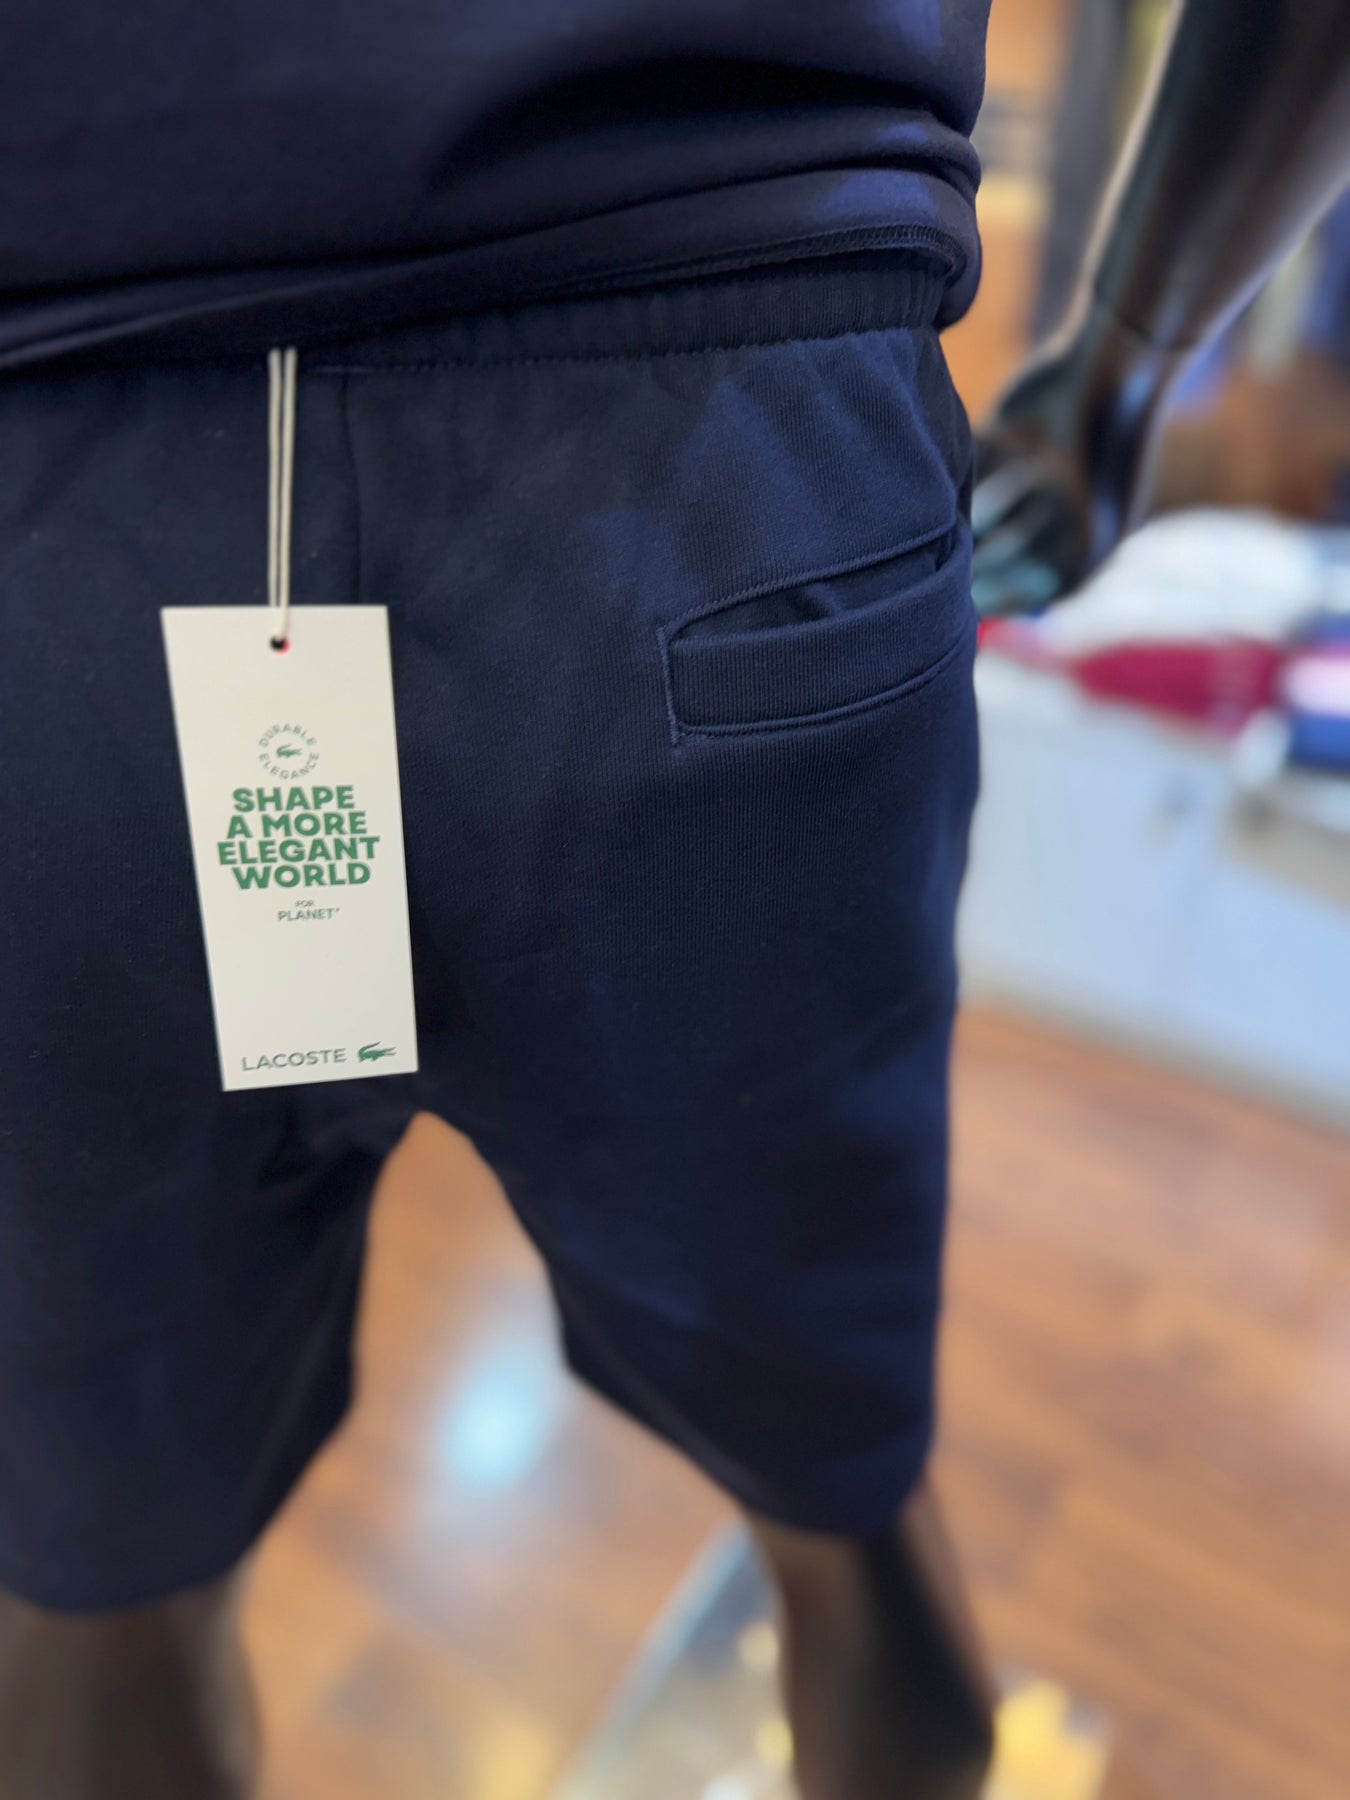 DURABLE ELEGANCE
SHAPE
A MORE
ELEGANT
WORLD
FOR
PLANET*
LACOSTE